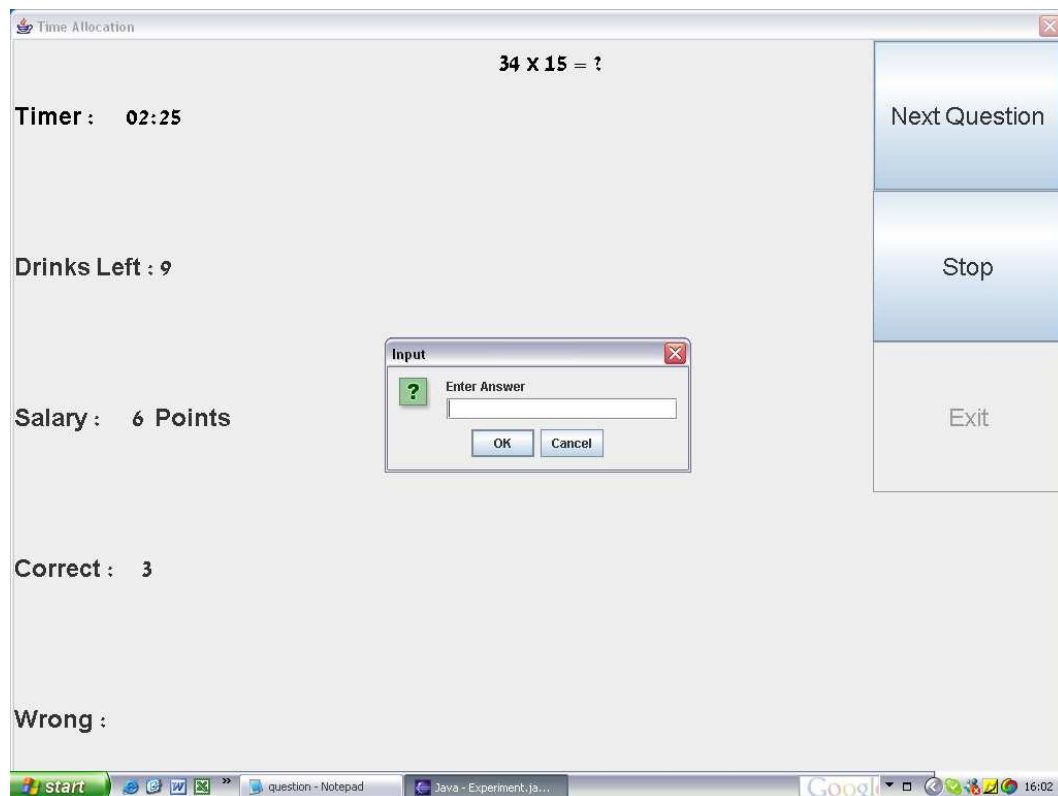 Time Allocation
34 X 15 = ?
Timer : 02:25
Next Question
Drinks Left : 9
Stop
Input
? Enter Answer
Salary : 6 Points
OK Cancel
Exit
Correct : 3
Wrong :
start W X » question - Notepad Java - Experiment.ja... Googl 16:02